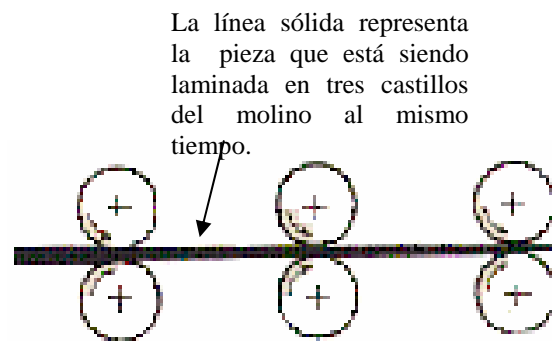 La línea sólida representa
la pieza que está siendo
laminada en tres castillos
del molino al mismo
tiempo.